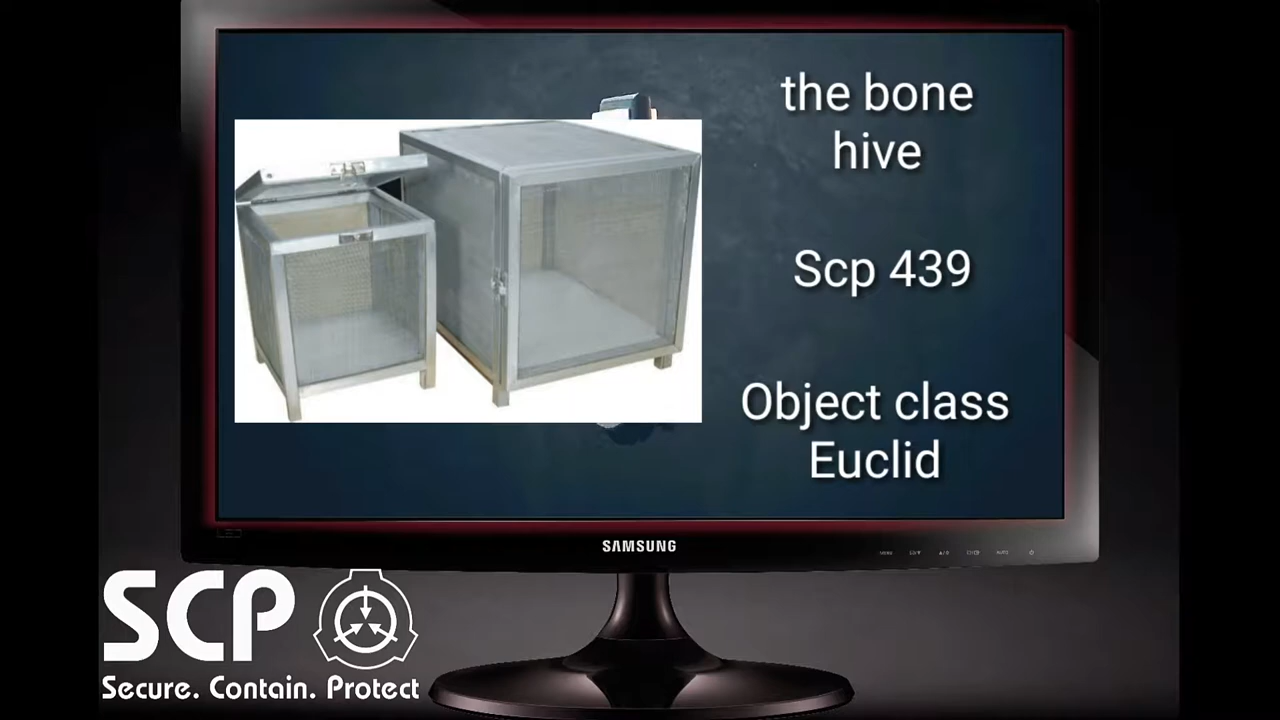 the bone
hive
Scp 439
Object class
Euclid
SAMSUNG
SCP
Secure. Contain. Protect